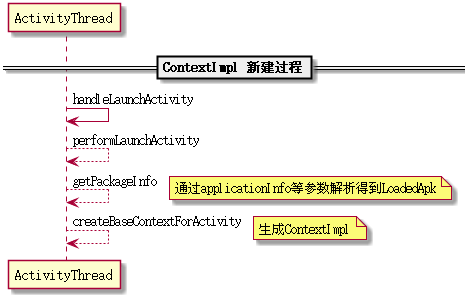 ActivityThread
ContextImpl 新建过程
handleLaunchActivity
performLaunchActivity
getPackageInfo
通过applicationInfo等参数解析得到LoadedApk
createBaseContextForActivity
生成ContextImpl
ActivityThread